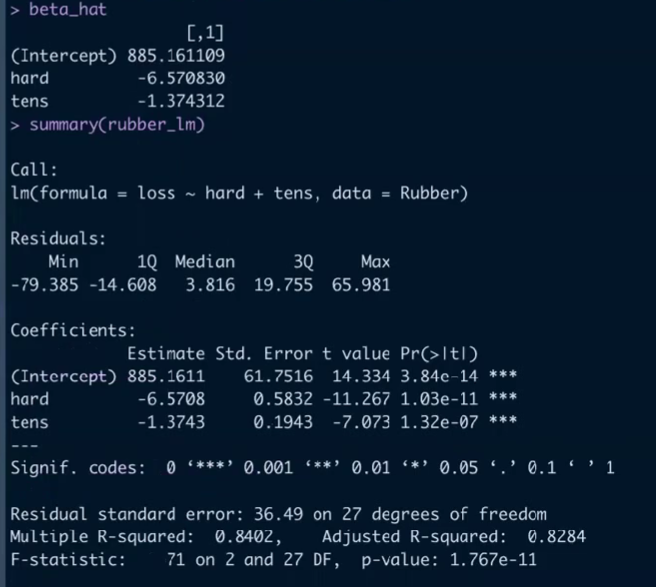 > beta_hat
[,1]
(Intercept) 885.161109
hard -6.570830
tens -1.374312
> summary(rubber_lm)
Call:
lm(formula = loss ~ hard + tens, data = Rubber)
Residuals:
Min 1Q Median 3Q Max
-79.385 -14.608 3.816 19.755 65.981
Coefficients:
Estimate Std. Error t value Pr(>|t|)
(Intercept) 885.1611 61.7516 14.334 3.84e-14 ***
hard -6.5708 0.5832 -11.267 1.03e-11 ***
tens -1.3743 0.1943 -7.073 1.32e-07 ***
---
Signif. codes: 0 ‘***’ 0.001 ‘**’ 0.01 ‘*’ 0.05 ‘.’ 0.1 ‘ ’ 1
Residual standard error: 36.49 on 27 degrees of freedom
Multiple R-squared: 0.8402, Adjusted R-squared: 0.8284
F-statistic: 71 on 2 and 27 DF, p-value: 1.767e-11